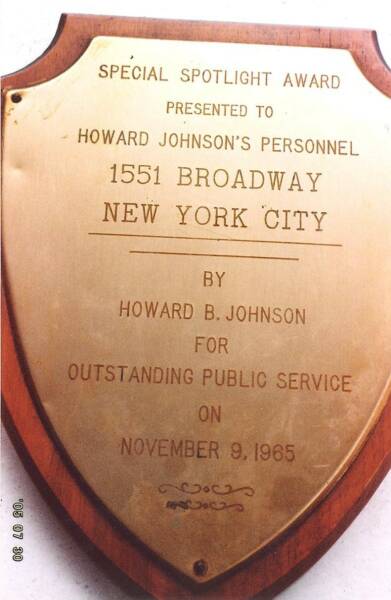 SPECIAL SPOTLIGHT AWARD
PRESENTED TO
HOWARD JOHNSON'S PERSONNEL
1551 BROADWAY
NEW YORK CITY
BY
HOWARD B. JOHNSON
FOR
OUTSTANDING PUBLIC SERVICE
ON
NOVEMBER 9, 1965
'05 07 30